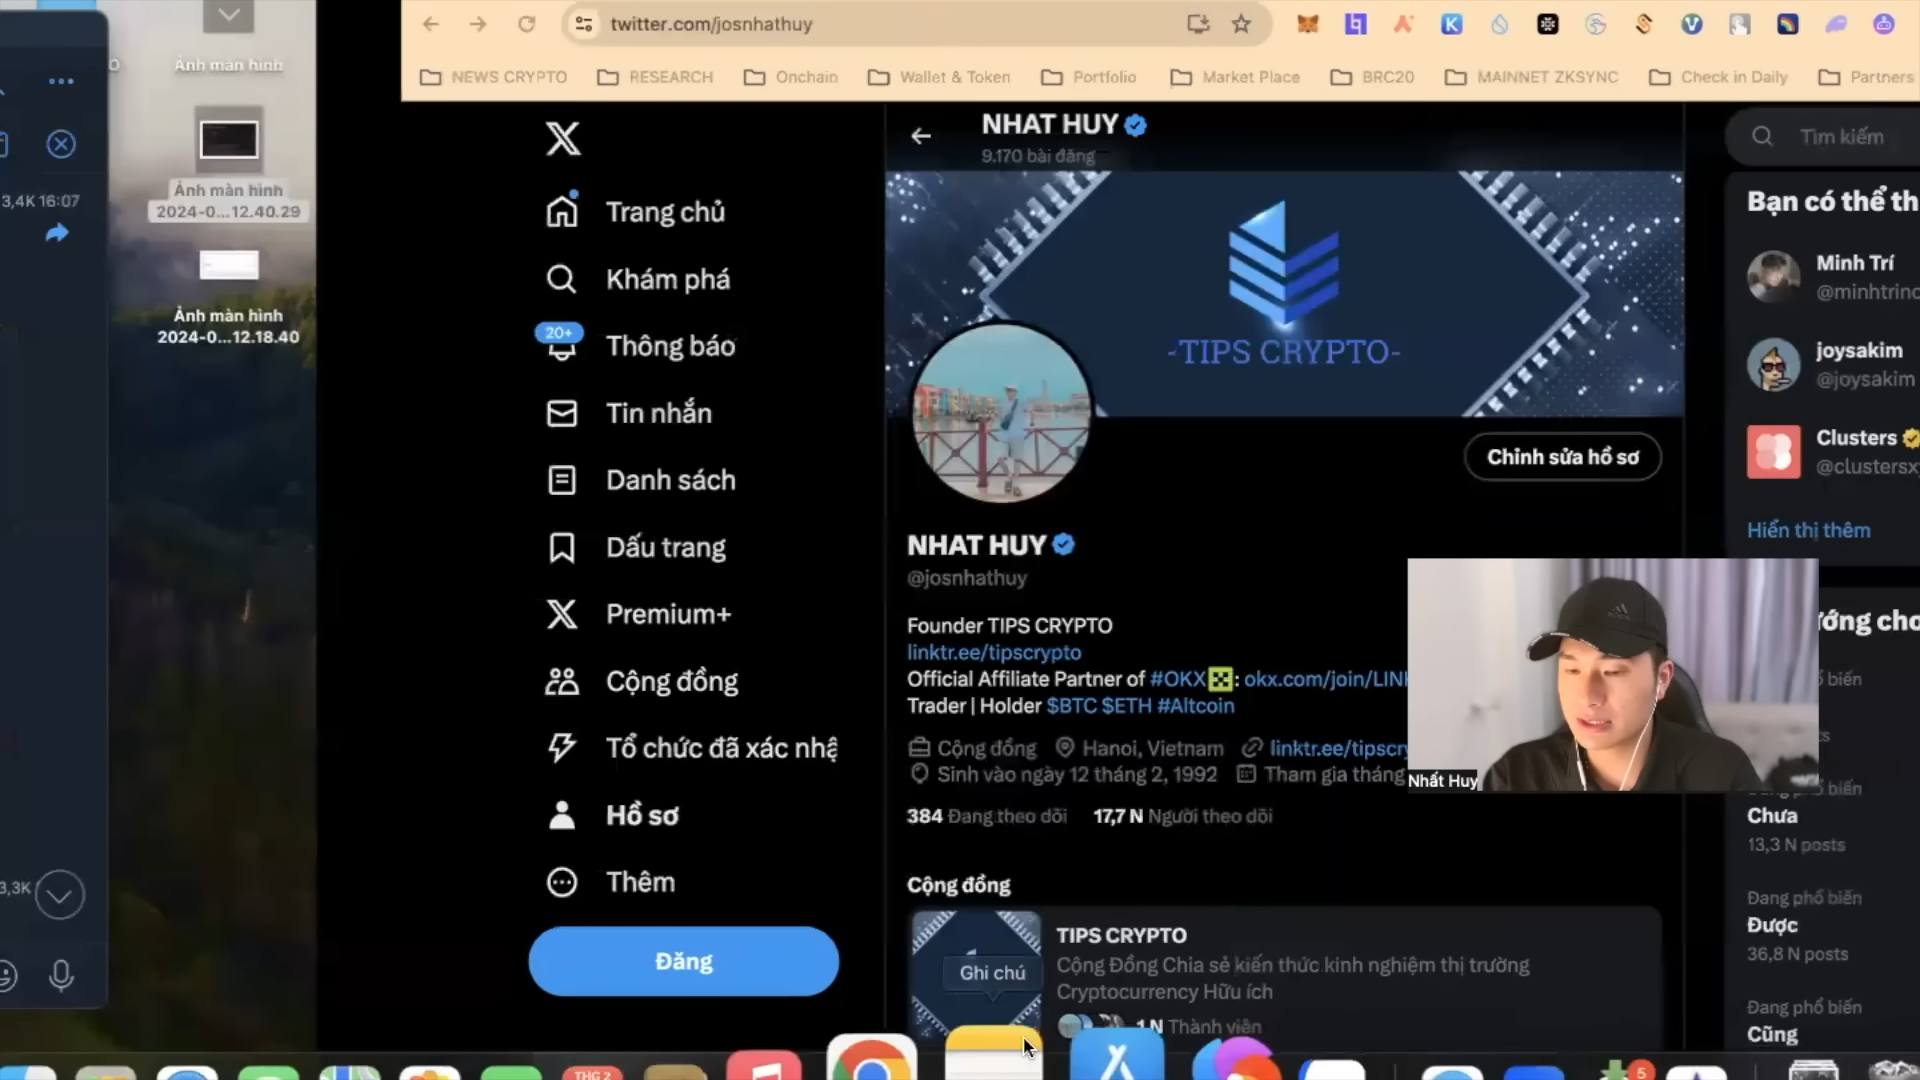 twitter.com/josnhathuy
NEWS CRYPTO
RESEARCH
Onchain
Wallet & Token
Portfolio
Market Place
BRC20
MAINNET ZKSYNC
Check in Daily
Partners
Ảnh màn hình
Ảnh màn hình
2024-0...12.40.29
Ảnh màn hình
2024-0...12.18.40
3,4K 16:07
3,3K
Trang chủ
Khám phá
20+
Thông báo
Tin nhắn
Danh sách
Dấu trang
Premium+
Cộng đồng
Tổ chức đã xác nhậ
Hồ sơ
Thêm
Đăng
NHAT HUY
9.170 bài đăng
-TIPS CRYPTO-
Chỉnh sửa hồ sơ
NHAT HUY
@josnhathuy
Founder TIPS CRYPTO
linktr.ee/tipscrypto
Official Affiliate Partner of #OKX: okx.com/join/LIN
Trader | Holder $BTC $ETH #Altcoin
Cộng đồng Hanoi, Vietnam linktr.ee/tipscry
Sinh vào ngày 12 tháng 2, 1992 Tham gia tháng
384 Đang theo dõi 17,7 N Người theo dõi
Cộng đồng
TIPS CRYPTO
Cộng Đồng Chia sẻ kiến thức kinh nghiệm thị trường
Cryptocurrency Hữu ích
1 N Thành viên
Ghi chú
Nhất Huy
Tìm kiếm
Bạn có thể th
Minh Trí
@minhtrinc
joysakim
@joysakim
Clusters
@clustersx
Hiển thị thêm
ướng cho
biến
biến
Chưa
13,3 N posts
Đang phổ biến
Được
36,8 N posts
Đang phổ biến
Cũng
THG 2
5